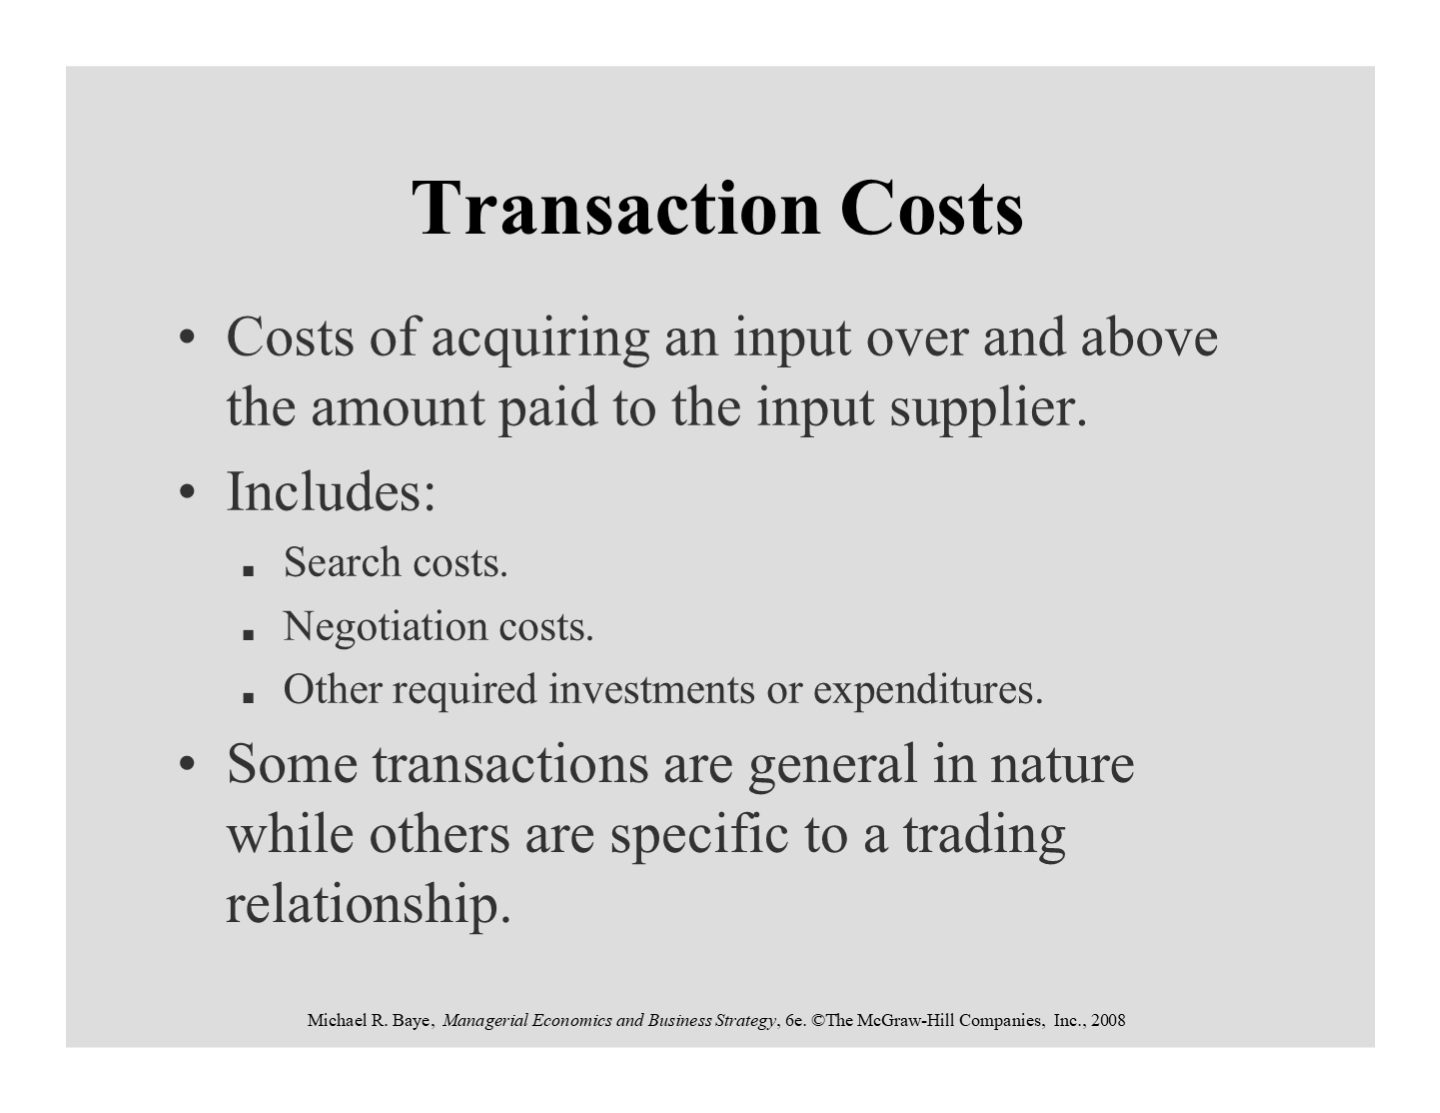 Transaction Costs
• Costs of acquiring an input over and above
the amount paid to the input supplier.
• Includes:
■ Search costs.
■ Negotiation costs.
■ Other required investments or expenditures.
• Some transactions are general in nature
while others are specific to a trading
relationship.
Michael R. Baye, Managerial Economics and Business Strategy, 6e. ©The McGraw-Hill Companies, Inc., 2008